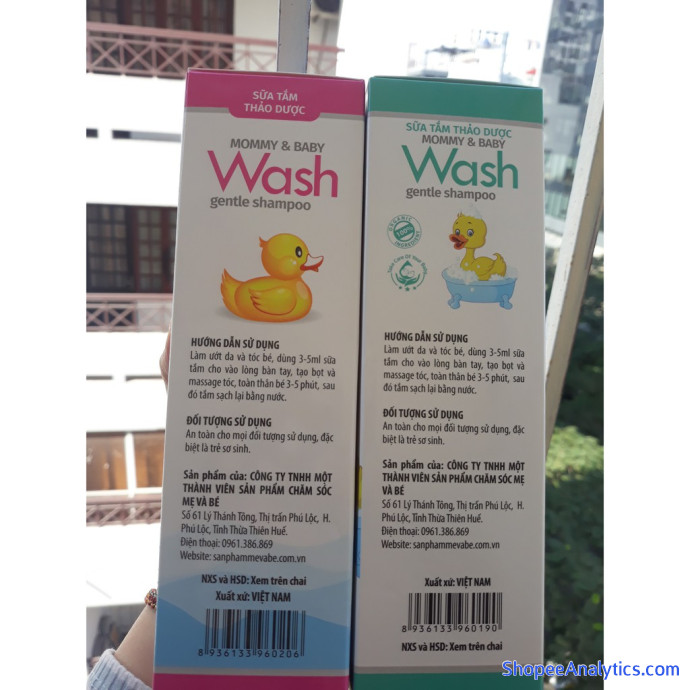 SỮA TẮM
THẢO DƯỢC
MOMMY & BABY
Wash
gentle shampoo
HƯỚNG DẪN SỬ DỤNG
Làm ướt da và tóc bé, dùng 3-5ml sữa
tắm cho vào lòng bàn tay, tạo bọt và
massage tóc, toàn thân bé 3-5 phút, sau
đó tắm sạch lại bằng nước.
ĐỐI TƯỢNG SỬ DỤNG
An toàn cho mọi đối tượng sử dụng, đặc
biệt là trẻ sơ sinh.
Sản phẩm của: CÔNG TY TNHH MỘT
THÀNH VIÊN SẢN PHẨM CHĂM SÓC
MẸ VÀ BÉ
Số 61 Lý Thánh Tông, Thị trấn Phú Lộc, H.
Phú Lộc, Tỉnh Thừa Thiên Huế.
Điện thoại: 0961.386.869
Website: sanphammevabe.com.vn
NXS và HSD: Xem trên chai
Xuất xứ: VIỆT NAM
8 936133 960206
SỮA TẮM THẢO DƯỢC
MOMMY & BABY
Wash
gentle shampoo
ORGANIC
100%
HƯỚNG DẪN SỬ DỤNG
Làm ướt da và tóc bé, dùng 3-5ml sữa
tắm cho vào lòng bàn tay, tạo bọt và
massage tóc, toàn thân bé 3-5 phút, sau
đó tắm sạch lại bằng nước.
ĐỐI TƯỢNG SỬ DỤNG
An toàn cho mọi đối tượng sử dụng, đặc
biệt là trẻ sơ sinh.
Sản phẩm của: CÔNG TY TNHH MỘT
THÀNH VIÊN SẢN PHẨM CHĂM SÓC MẸ
VÀ BÉ
Số 61 Lý Thánh Tông, Thị trấn Phú Lộc, H.
Phú Lộc, Tỉnh Thừa Thiên Huế.
Điện thoại: 0961.386.869
Website: sanphammevabe.com.vn
Xuất xứ: VIỆT NAM
8 936133 960190
NXS và HSD: Xem trên chai
ShopeeAnalytics.com